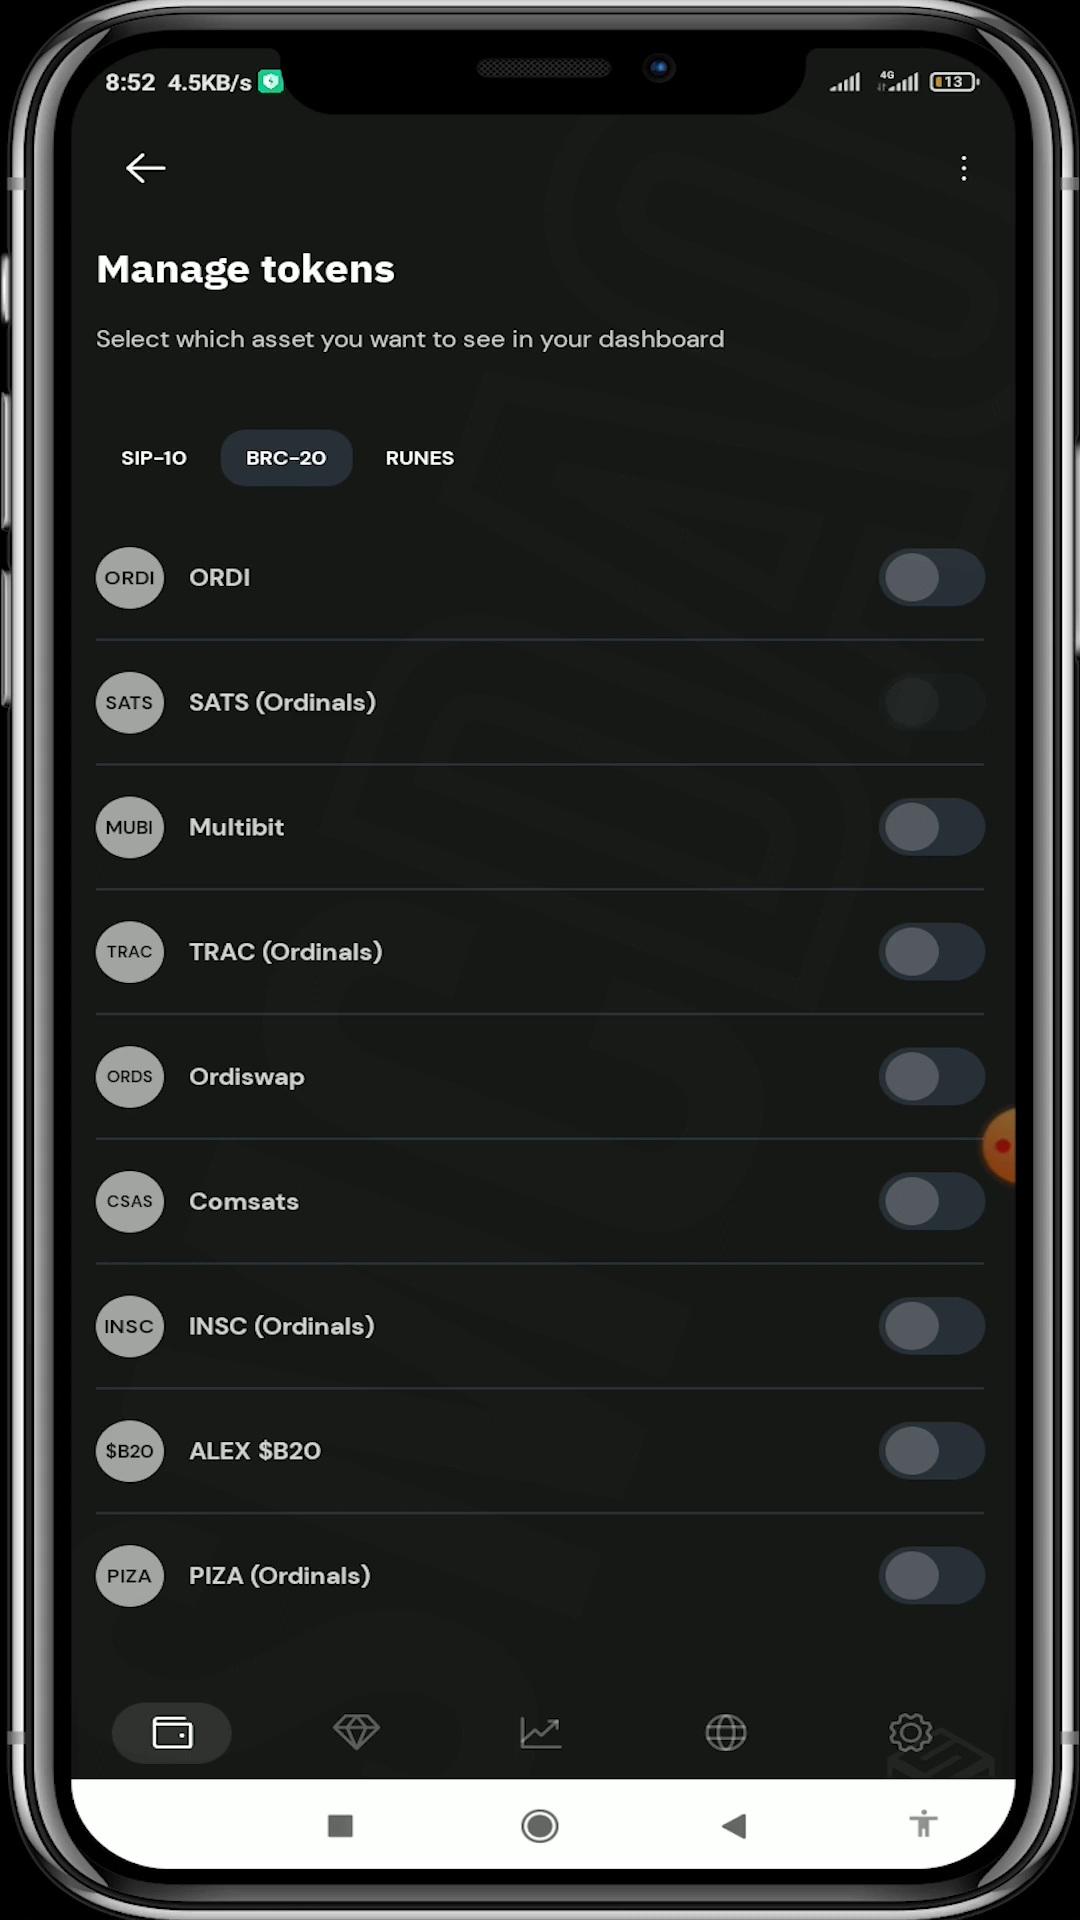 8:52 4.5KB/s 4G 13
Manage tokens
Select which asset you want to see in your dashboard
SIP-10 BRC-20 RUNES
ORDI ORDI
SATS SATS (Ordinals)
MUBI Multibit
TRAC TRAC (Ordinals)
ORDS Ordiswap
CSAS Comsats
INSC INSC (Ordinals)
$B20 ALEX $B20
PIZA PIZA (Ordinals)